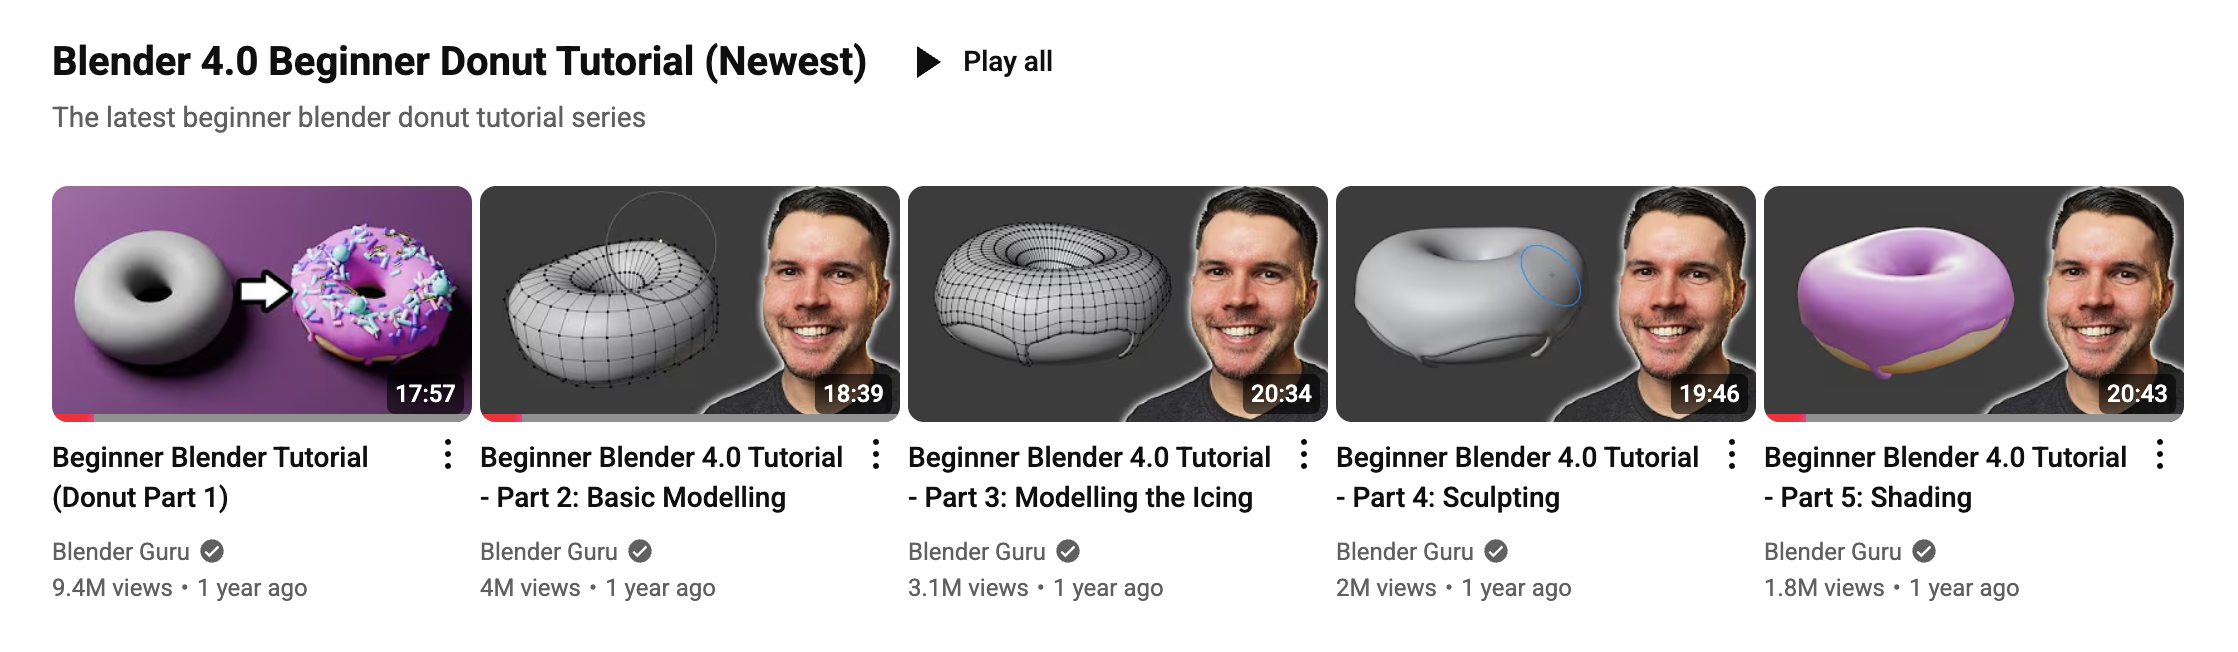 Blender 4.0 Beginner Donut Tutorial (Newest)
Play all
The latest beginner blender donut tutorial series
17:57
18:39
20:34
19:46
20:43
Beginner Blender Tutorial
(Donut Part 1)
Blender Guru
9.4M views • 1 year ago
Beginner Blender 4.0 Tutorial
- Part 2: Basic Modelling
Blender Guru
4M views • 1 year ago
Beginner Blender 4.0 Tutorial
- Part 3: Modelling the Icing
Blender Guru
3.1M views • 1 year ago
Beginner Blender 4.0 Tutorial
- Part 4: Sculpting
Blender Guru
2M views • 1 year ago
Beginner Blender 4.0 Tutorial
- Part 5: Shading
Blender Guru
1.8M views • 1 year ago